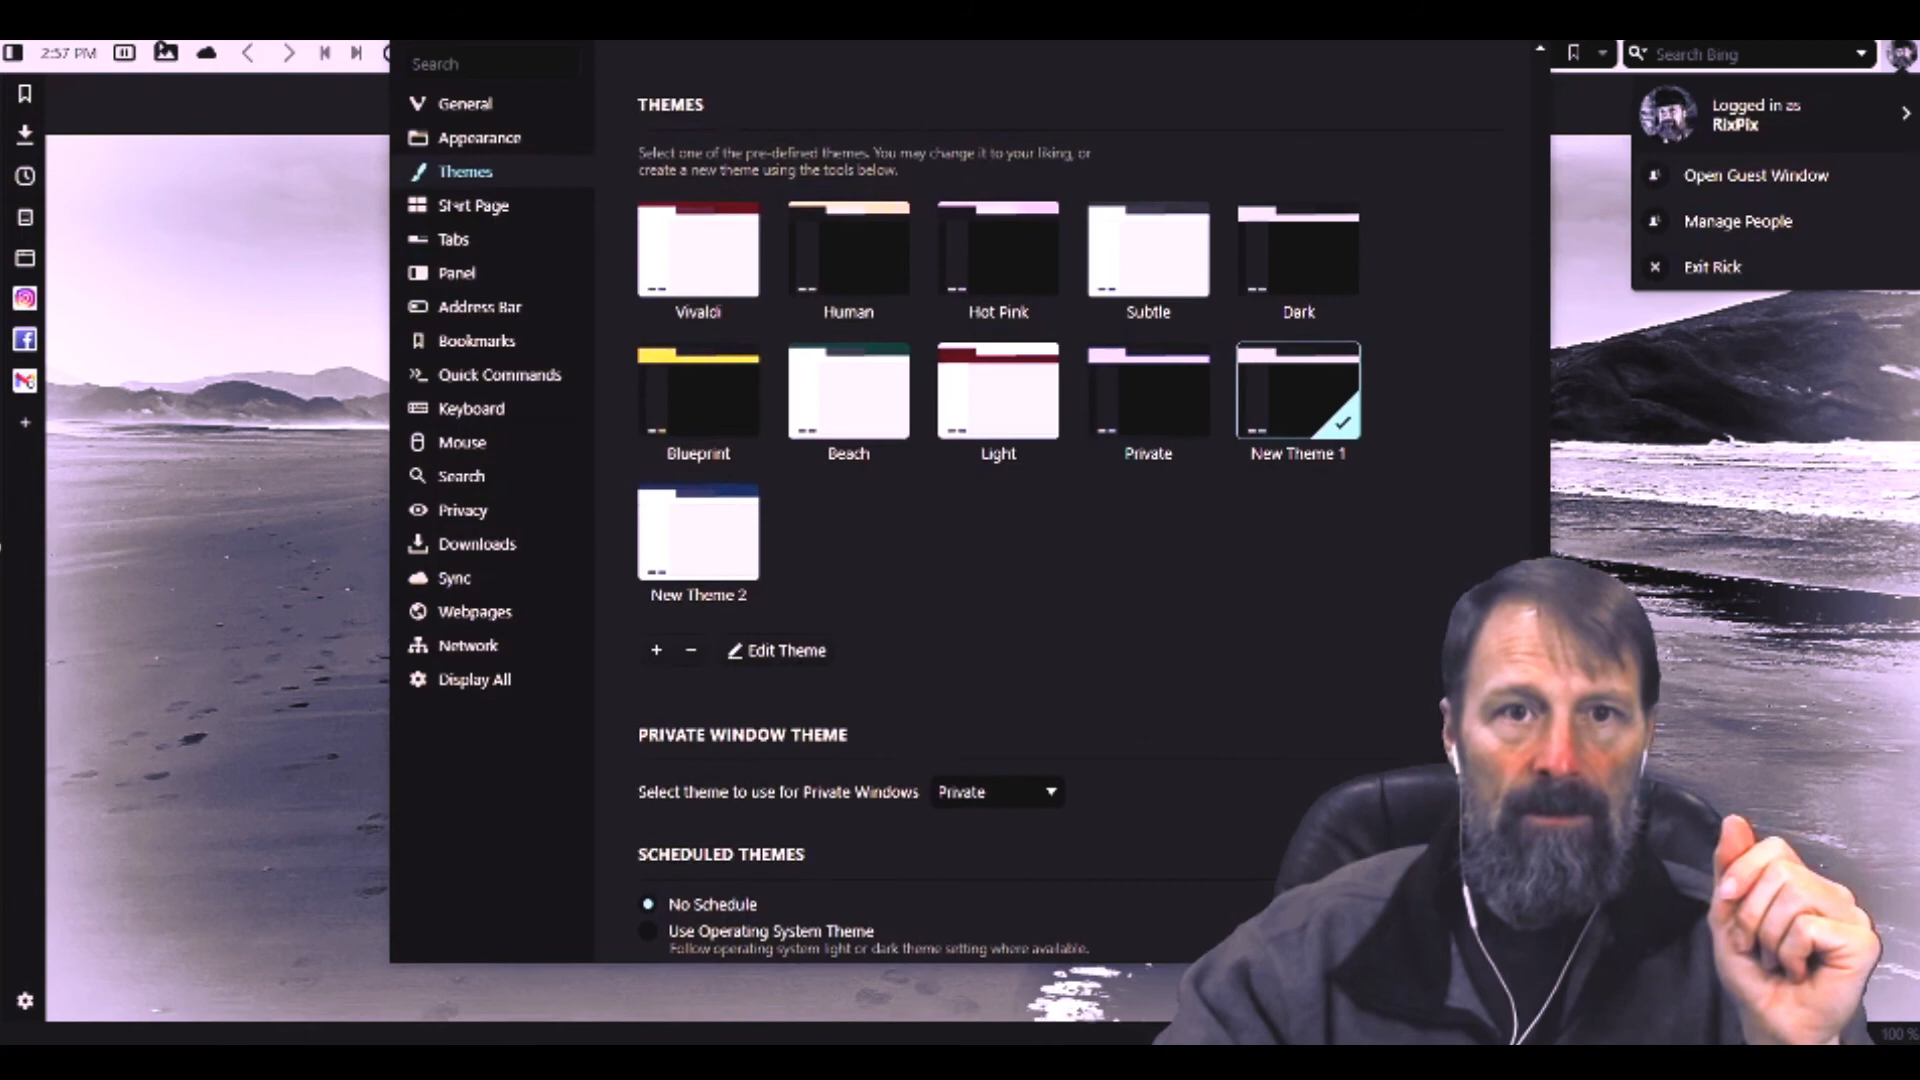 2:57 PM
Search
General
Appearance
Themes
Start Page
Tabs
Panel
Address Bar
Bookmarks
Quick Commands
Keyboard
Mouse
Search
Privacy
Downloads
Sync
Webpages
Network
Display All
THEMES
Select one of the pre-defined themes. You may change it to your liking, or
create a new theme using the tools below.
Vivaldi
Human
Hot Pink
Subtle
Dark
Blueprint
Beach
Light
Private
New Theme 1
New Theme 2
+ − Edit Theme
PRIVATE WINDOW THEME
Select theme to use for Private Windows Private
SCHEDULED THEMES
No Schedule
Use Operating System Theme
Follow operating system light or dark theme setting where available.
Search Bing
Logged in as
RixPix
Open Guest Window
Manage People
Exit Rick
100 %